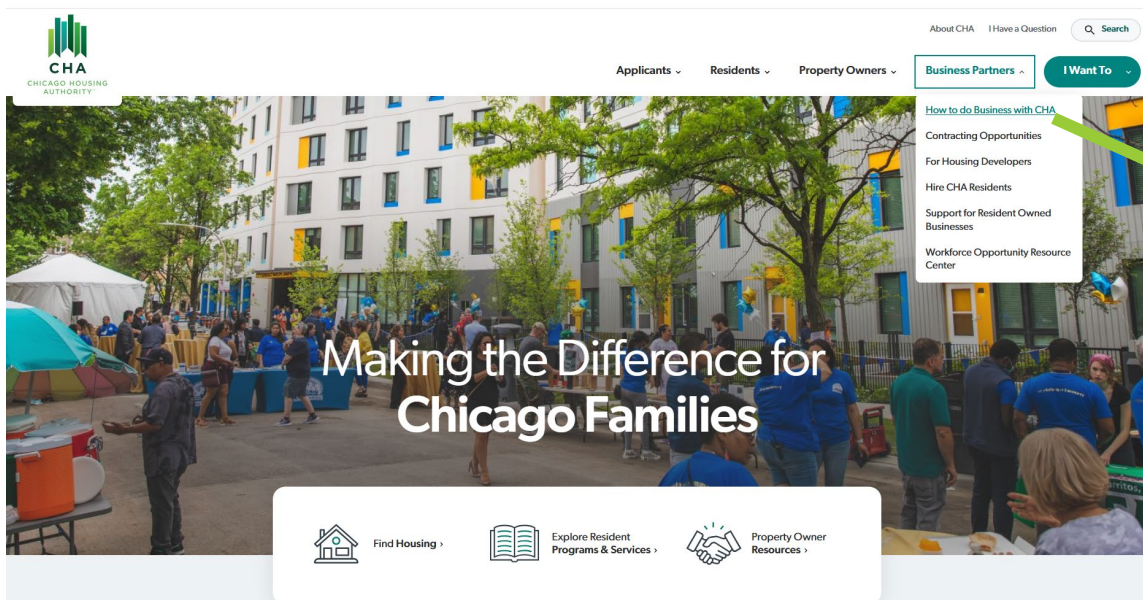 About CHA I Have a Question Search
CHA
CHICAGO HOUSING
AUTHORITY
Applicants Residents Property Owners Business Partners I Want To
How to do Business with CHA
Contracting Opportunities
For Housing Developers
Hire CHA Residents
Support for Resident Owned
Businesses
Workforce Opportunity Resource
Center
Making the Difference for
Chicago Families
Find Housing ›
Explore Resident
Programs & Services ›
Property Owner
Resources ›